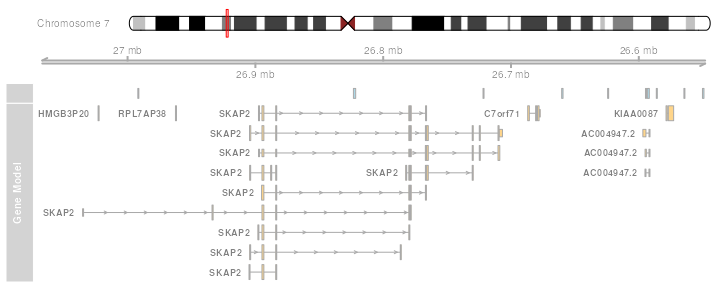 Chromosome 7
27 mb 26.8 mb 26.6 mb
26.9 mb 26.7 mb
HMGB3P20 RPL7AP38 SKAP2 C7orf71 KIAA0087
SKAP2 AC004947.2
SKAP2 AC004947.2
SKAP2 SKAP2 AC004947.2
SKAP2
SKAP2
SKAP2
SKAP2
SKAP2
Gene Model